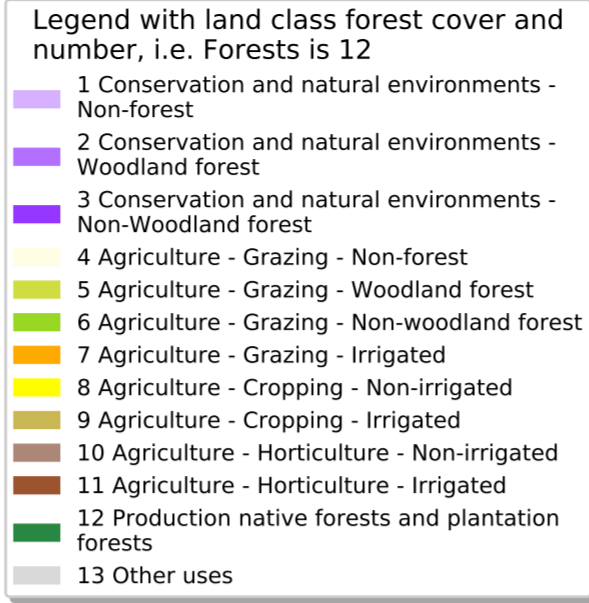 Legend with land class forest cover and
number, i.e. Forests is 12
1 Conservation and natural environments -
Non-forest
2 Conservation and natural environments -
Woodland forest
3 Conservation and natural environments -
Non-Woodland forest
4 Agriculture - Grazing - Non-forest
5 Agriculture - Grazing - Woodland forest
6 Agriculture - Grazing - Non-woodland forest
7 Agriculture - Grazing - Irrigated
8 Agriculture - Cropping - Non-irrigated
9 Agriculture - Cropping - Irrigated
10 Agriculture - Horticulture - Non-irrigated
11 Agriculture - Horticulture - Irrigated
12 Production native forests and plantation
forests
13 Other uses